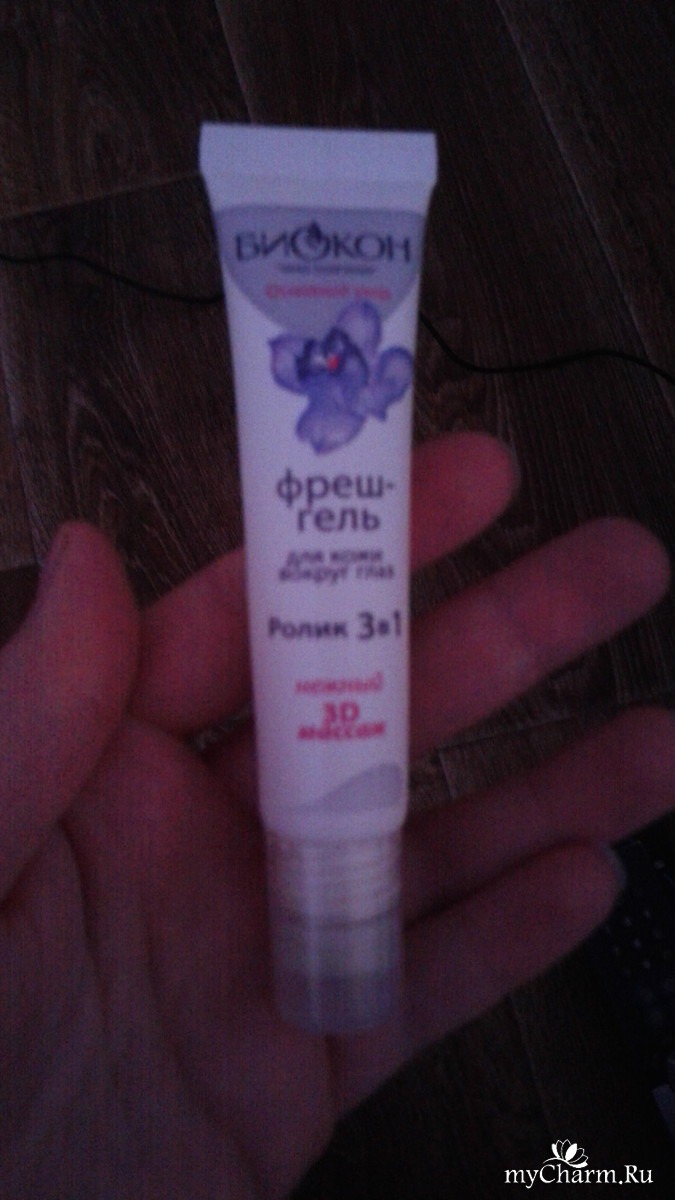 БИОКОН
фреш-
гель
для кожи
вокруг глаз
Ролик 3в1
нежный
3D
массаж
myCharm.Ru